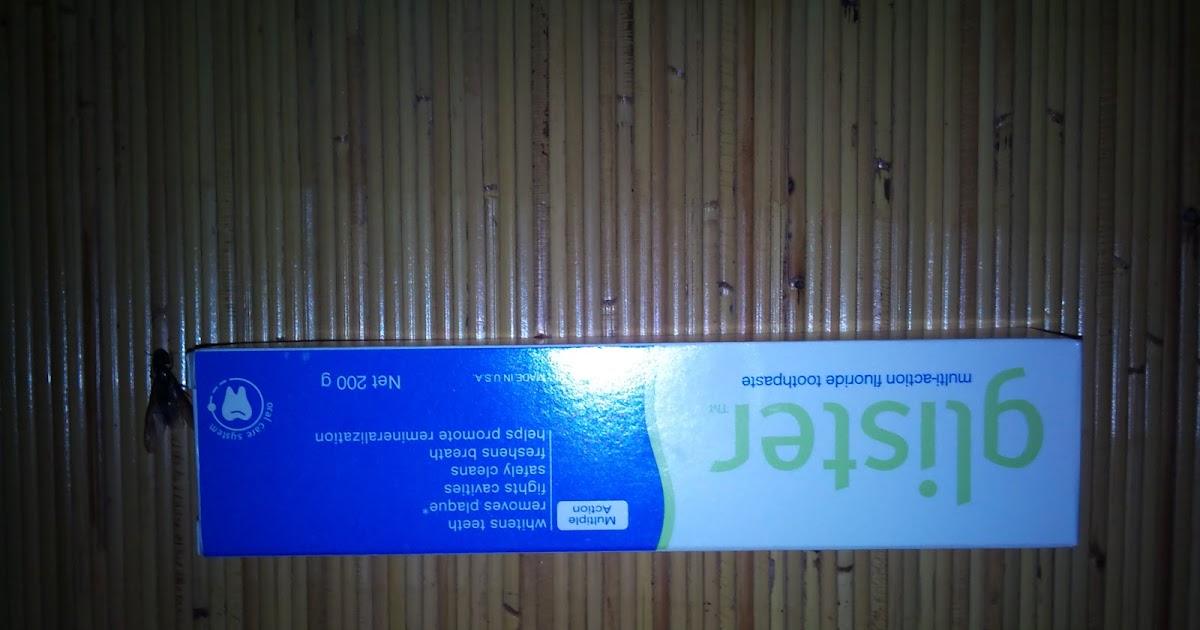 glister™
multi-action fluoride toothpaste
Multiple
Action
whitens teeth
removes plaque*
fights cavities
safely cleans
freshens breath
helps promote remineralization
MADE IN U.S.A.
Net 200 g
oral care system